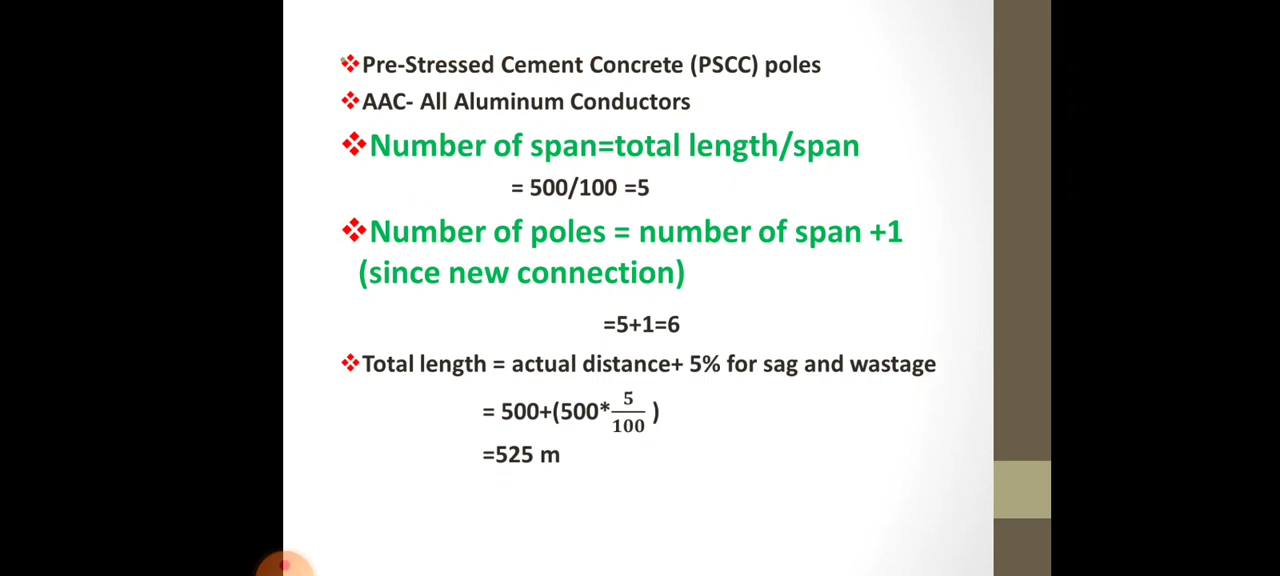 Pre-Stressed Cement Concrete (PSCC) poles
AAC- All Aluminum Conductors
Number of span=total length/span
= 500/100 =5
Number of poles = number of span +1
(since new connection)
=5+1=6
Total length = actual distance+ 5% for sag and wastage
= 500+(500*5/100 )
=525 m